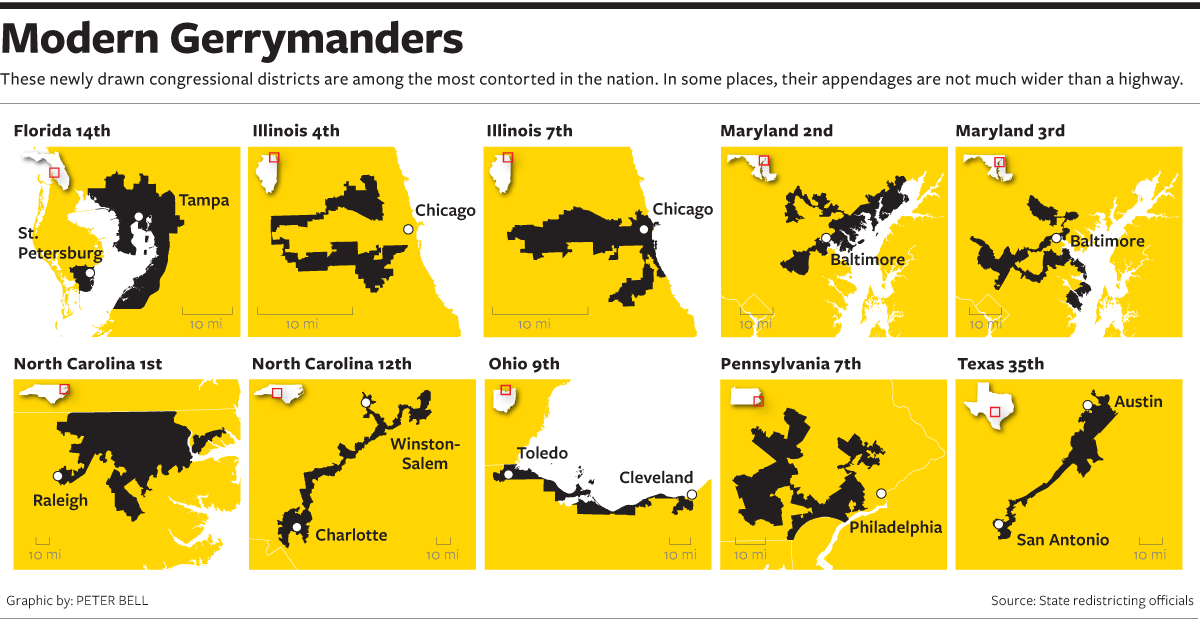 Modern Gerrymanders
These newly drawn congressional districts are among the most contorted in the nation. In some places, their appendages are not much wider than a highway.
Florida 14th
Tampa
St.
Petersburg
10 mi
Illinois 4th
Chicago
10 mi
Illinois 7th
Chicago
10 mi
Maryland 2nd
Baltimore
10 mi
Maryland 3rd
Baltimore
10 mi
North Carolina 1st
Raleigh
10 mi
North Carolina 12th
Winston-
Salem
Charlotte
10 mi
Ohio 9th
Toledo
Cleveland
10 mi
Pennsylvania 7th
Philadelphia
10 mi
Texas 35th
Austin
San Antonio
10 mi
Graphic by: PETER BELL
Source: State redistricting officials